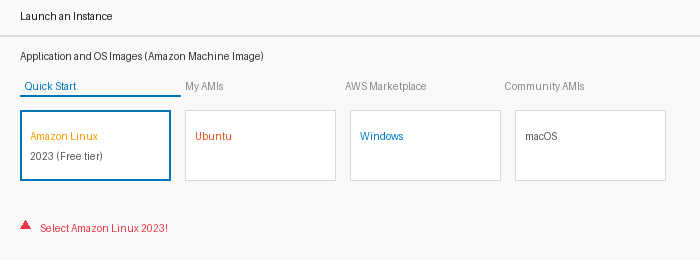 Launch an Instance
Application and OS Images (Amazon Machine Image)
Quick Start My AMIs AWS Marketplace Community AMIs
Amazon Linux Ubuntu Windows macOS
2023 (Free tier)
Select Amazon Linux 2023!